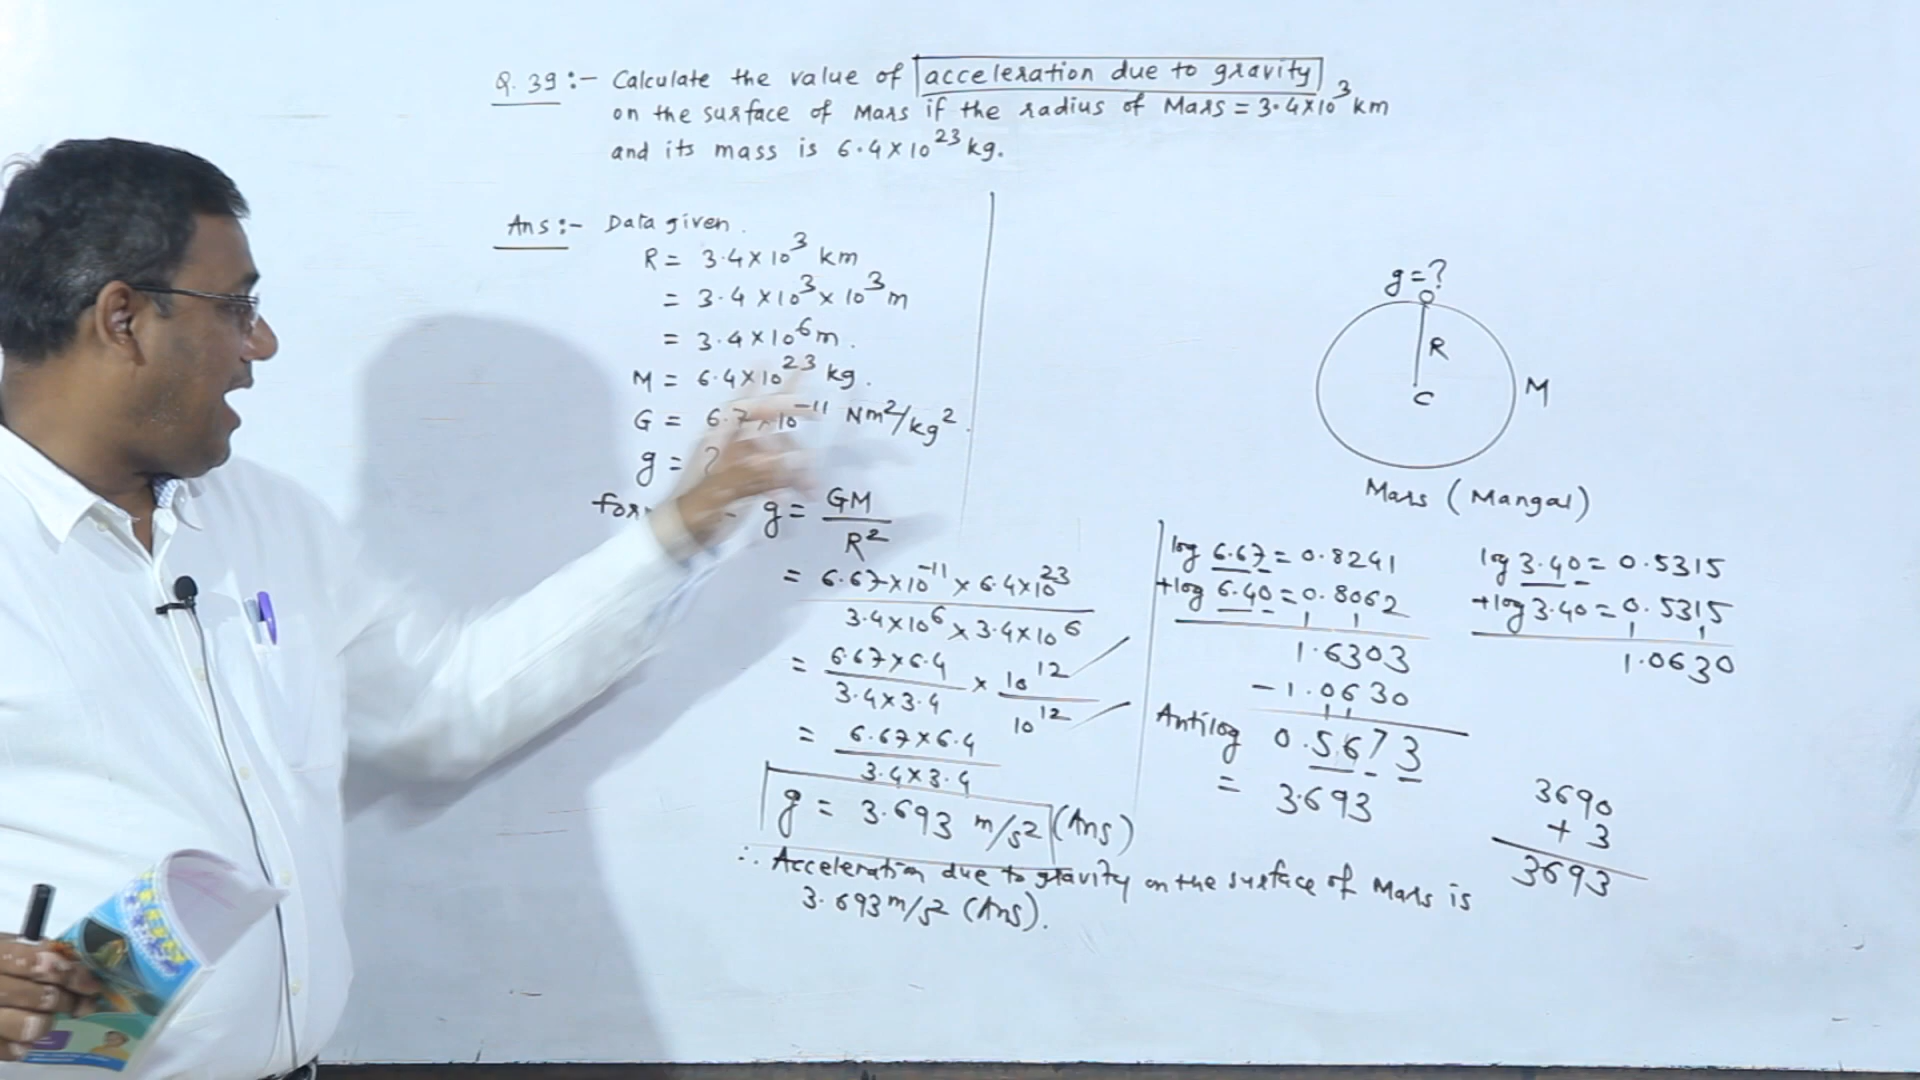 Q. 39 :- Calculate the value of acceleration due to gravity
on the surface of Mars if the radius of Mars = 3.4×10³ km
and its mass is 6.4×10²³ kg.
Ans :- Data given.
R = 3.4×10³ km
= 3.4×10³×10³ m
= 3.4×10⁶ m.
M = 6.4×10²³ kg.
G = 10⁻¹¹ Nm²/kg².
g = ?
g = GM
R²
= 6.67×10⁻¹¹ × 6.4×10²³
3.4×10⁶ × 3.4×10⁶
= 6.67×6.4 × 10¹²
3.4×3.4 10¹²
= 6.67×6.4
3.4×3.4
g = 3.693 m/s² (Ans)
∴ Acceleration due to gravity on the surface of Mars is
3.693 m/s² (Ans).
g = ?
R
C
M
Mars (Mangal)
log 6.67 = 0.8241
+log 6.40 = 0.8062
1.6303
-1.0630
Antilog 0.5673
= 3.693
log 3.40 = 0.5315
+log 3.40 = 0.5315
1.0630
3690
+ 3
3693